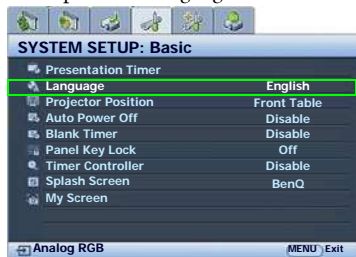 SYSTEM SETUP: Basic
Presentation Timer
Language English
Projector Position Front Table
Auto Power Off Disable
Blank Timer Disable
Panel Key Lock Off
Timer Controller Disable
Splash Screen BenQ
My Screen
Analog RGB MENU Exit